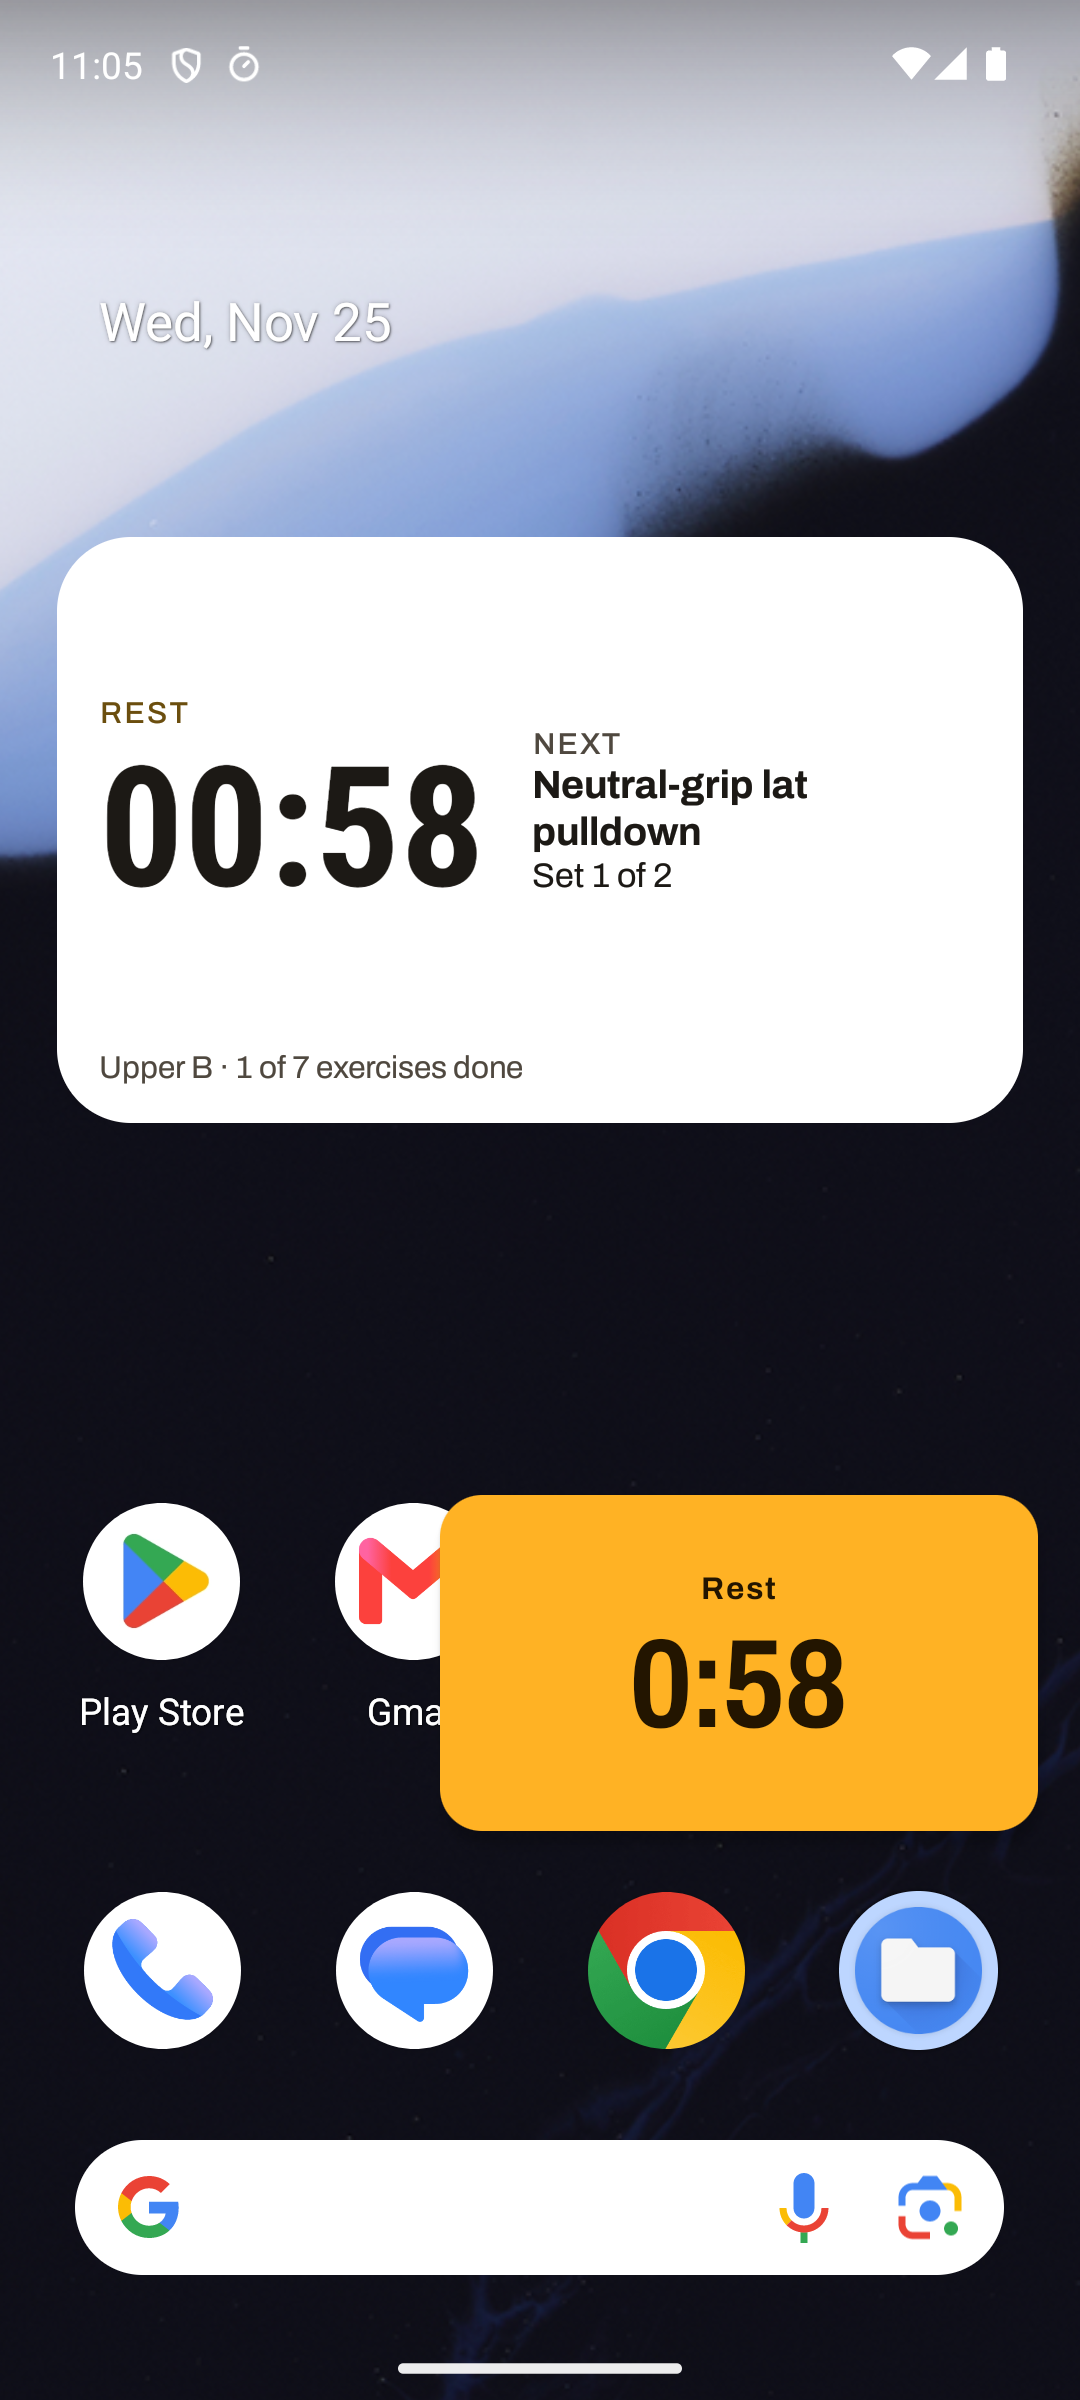 11:05
Wed, Nov 25
REST
00:58
NEXT
Neutral-grip lat
pulldown
Set 1 of 2
Upper B · 1 of 7 exercises done
Play Store
Gma
Rest
0:58